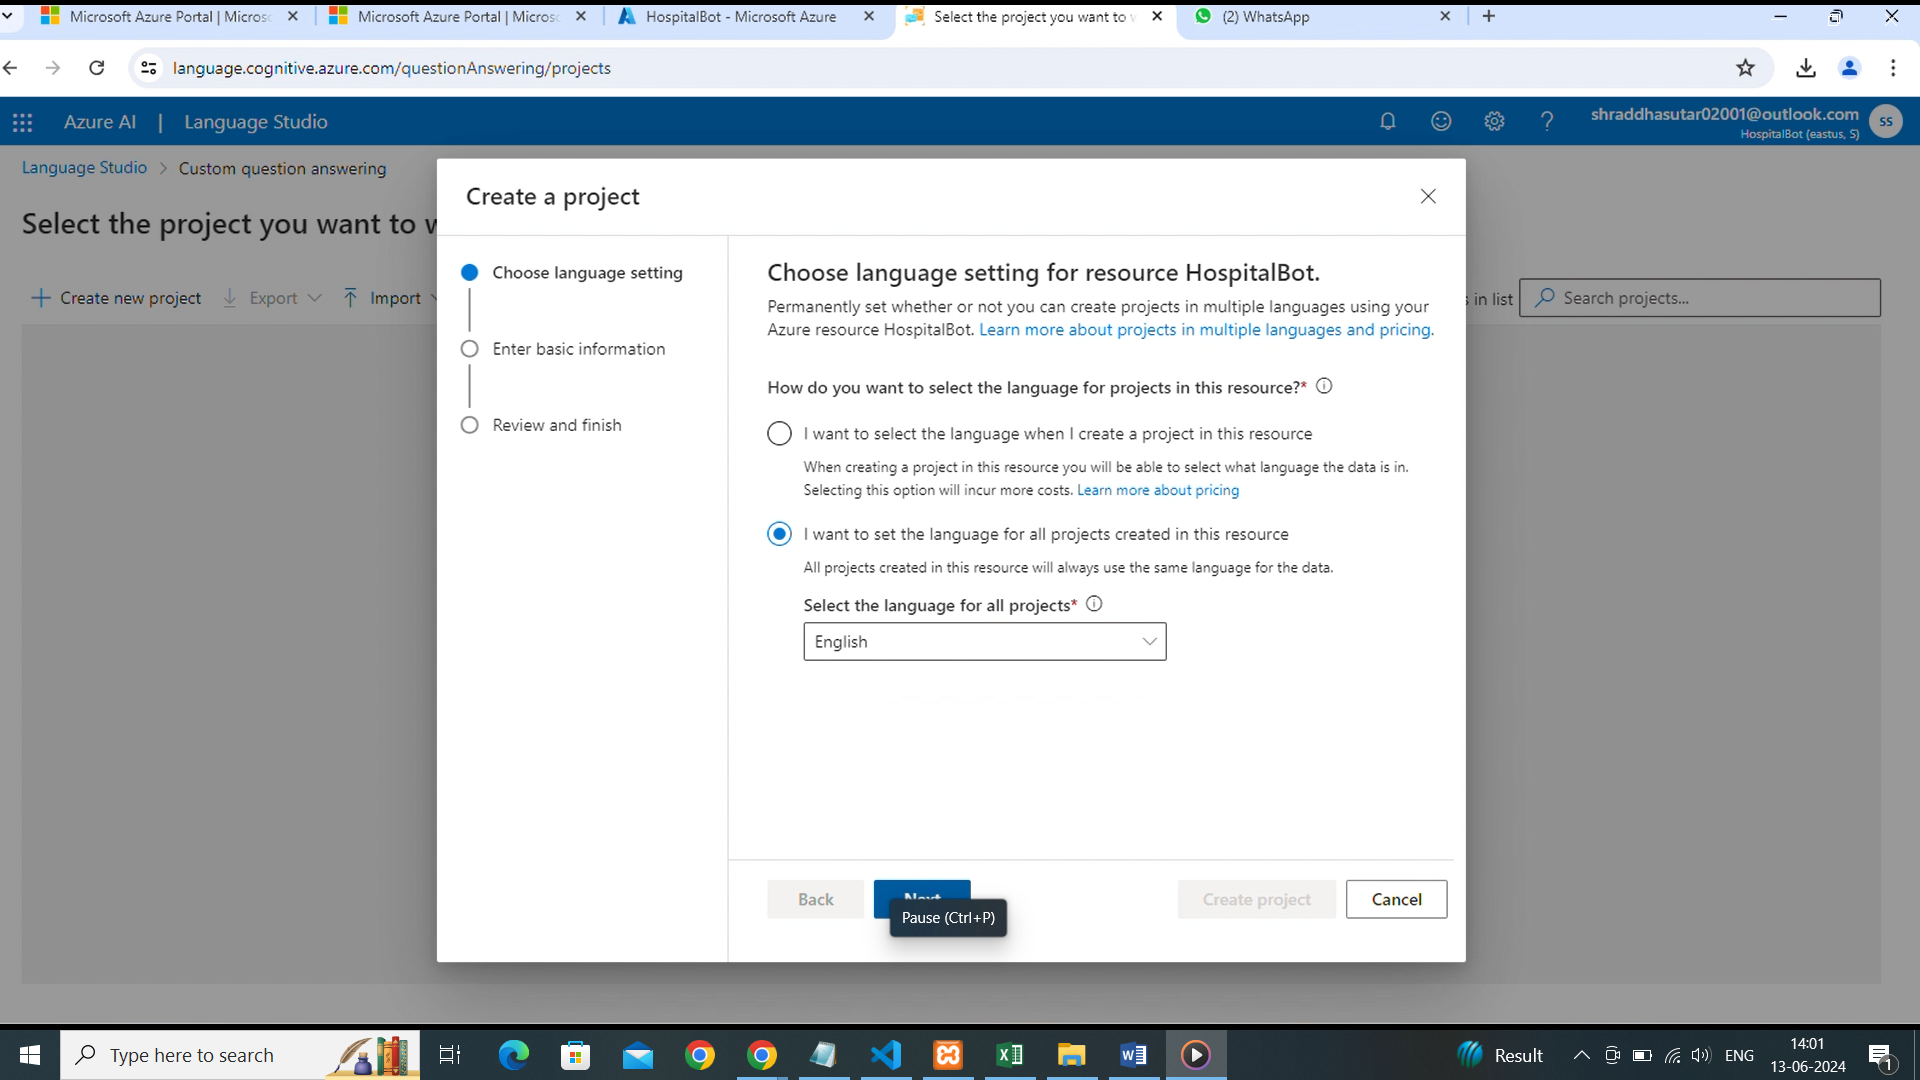 Microsoft Azure Portal | Micros
Microsoft Azure Portal | Micros
HospitalBot - Microsoft Azure
Select the project you want to w
(2) WhatsApp
language.cognitive.azure.com/questionAnswering/projects
Azure AI | Language Studio
shraddhasutar02001@outlook.com
HospitalBot (eastus, S)
SS
Language Studio > Custom question answering
Select the project you want to w
Create new project
Export
Import
in list
Search projects...
Create a project
Choose language setting
Enter basic information
Review and finish
Choose language setting for resource HospitalBot.
Permanently set whether or not you can create projects in multiple languages using your
Azure resource HospitalBot. Learn more about projects in multiple languages and pricing.
How do you want to select the language for projects in this resource?*
I want to select the language when I create a project in this resource
When creating a project in this resource you will be able to select what language the data is in.
Selecting this option will incur more costs. Learn more about pricing
I want to set the language for all projects created in this resource
All projects created in this resource will always use the same language for the data.
Select the language for all projects*
English
Back
Next
Pause (Ctrl+P)
Create project
Cancel
Type here to search
Result
ENG
14:01
13-06-2024
1